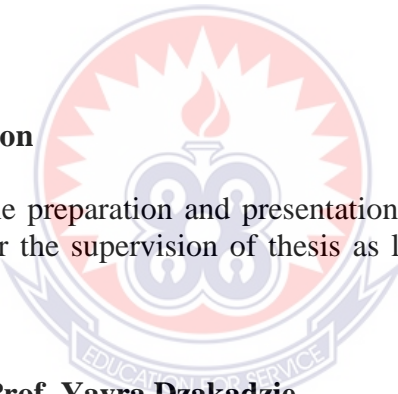 on
e preparation and presentation
r the supervision of thesis as l
EDUCATION FOR SERVICE
Prof. Yayra Dzakadzie